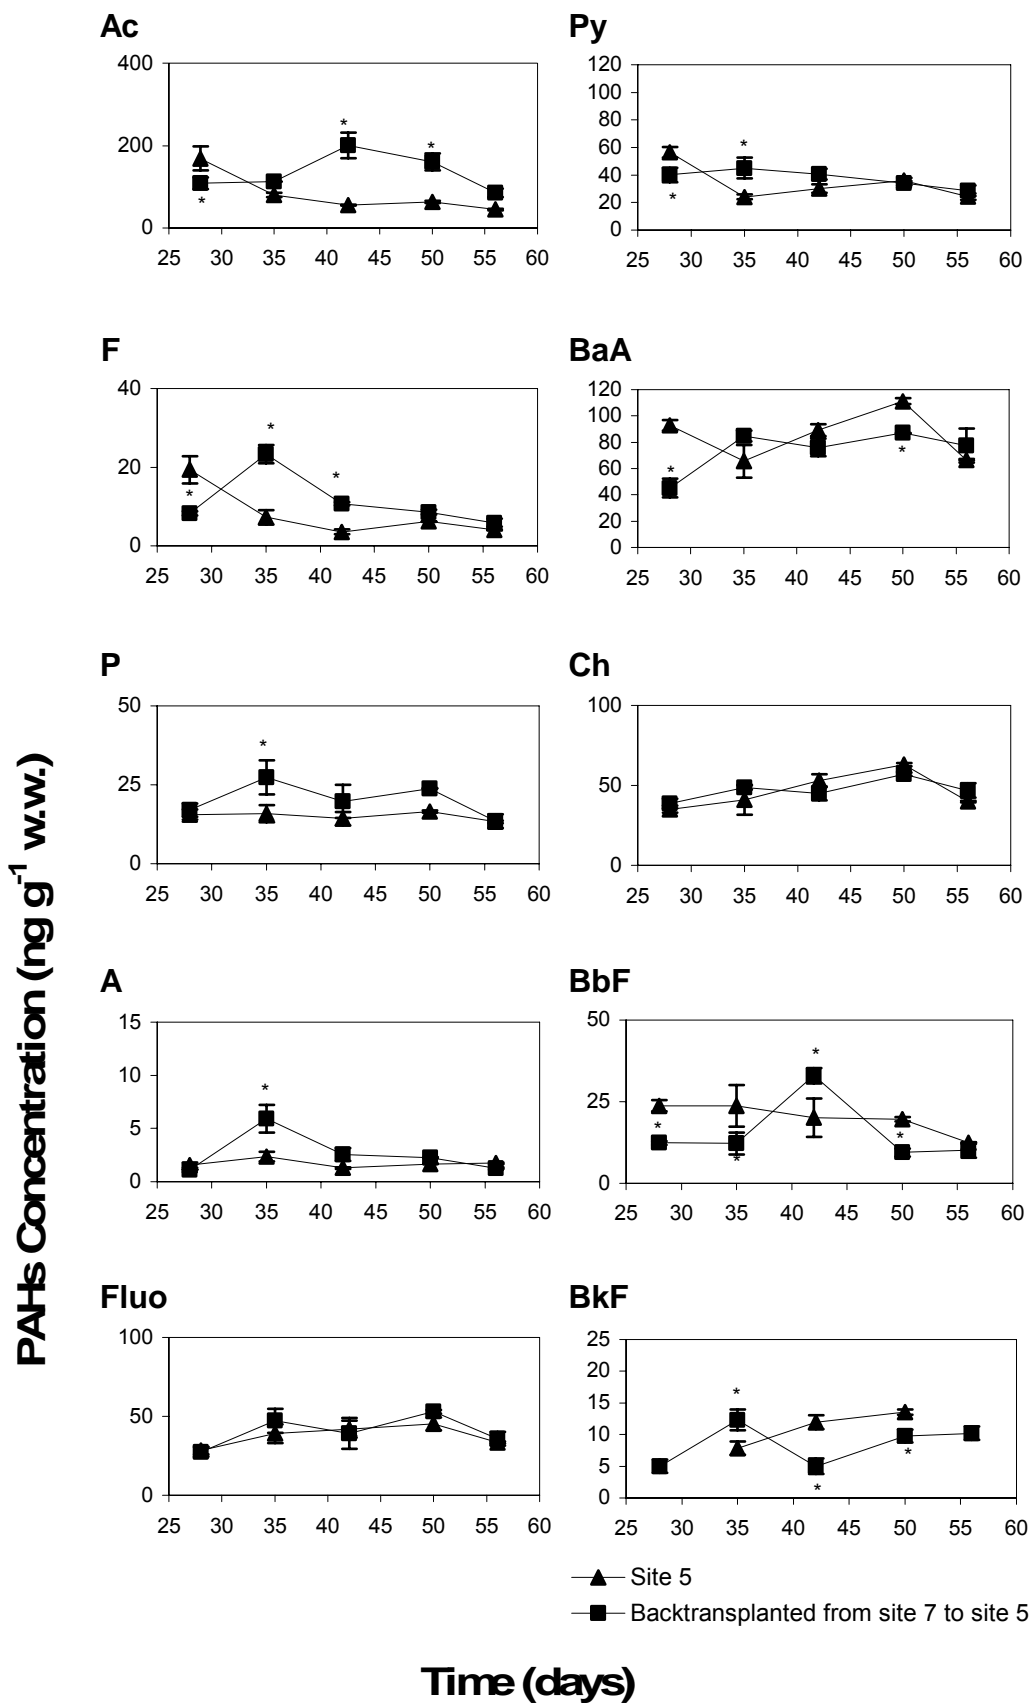 Ac
400
200
0
25 30 35 40 45 50 55 60
* * *
Py
120
100
80
60
40
20
0
25 30 35 40 45 50 55 60
* *
F
40
20
0
25 30 35 40 45 50 55 60
* * *
BaA
120
100
80
60
40
20
0
25 30 35 40 45 50 55 60
* *
P
50
25
0
25 30 35 40 45 50 55 60
*
Ch
100
50
0
25 30 35 40 45 50 55 60
A
15
10
5
0
25 30 35 40 45 50 55 60
*
BbF
50
25
0
25 30 35 40 45 50 55 60
* * * *
Fluo
100
50
0
25 30 35 40 45 50 55 60
BkF
25
20
15
10
5
0
25 30 35 40 45 50 55 60
* * *
Site 5
Backtransplanted from site 7 to site 5
PAHs Concentration (ng g⁻¹ w.w.)
Time (days)